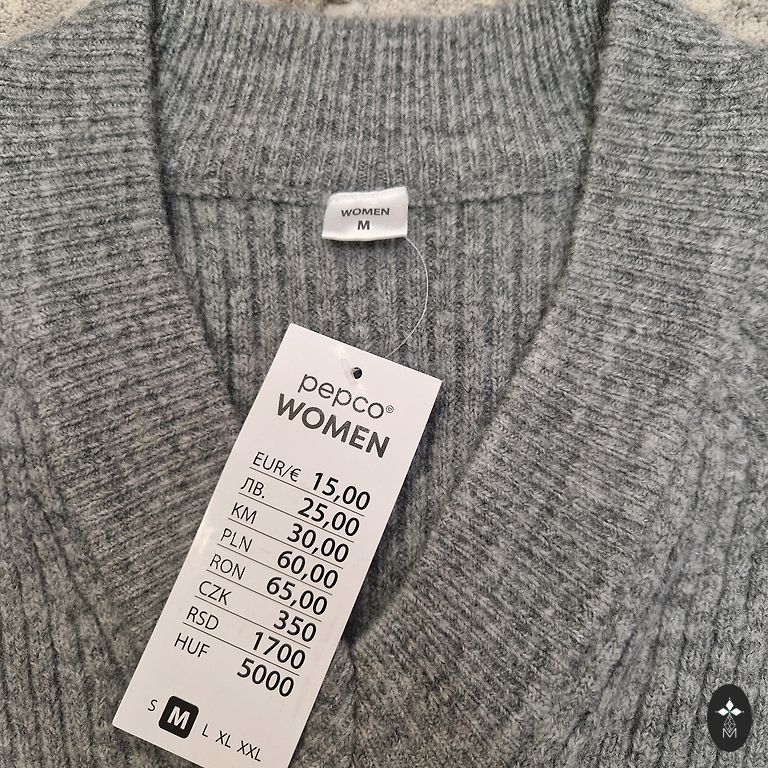 WOMEN
M
pepco®
WOMEN
EUR/€ 15,00
ЛВ. 25,00
KM 30,00
PLN 60,00
RON 65,00
CZK 350
RSD 1700
HUF 5000
S M L XL XXL